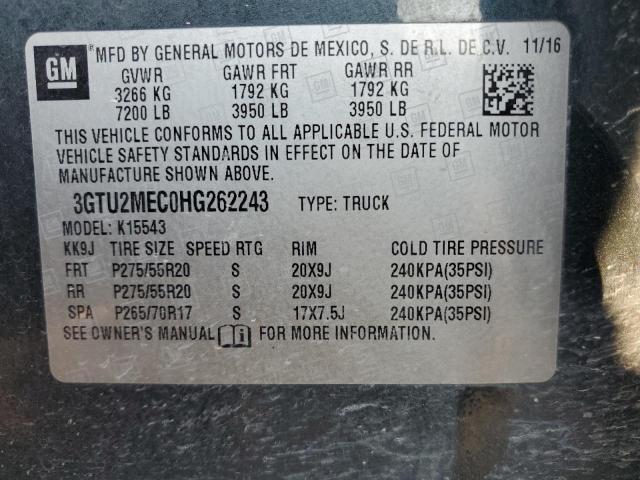 GM
MFD BY GENERAL MOTORS DE MEXICO, S. DE R.L. DE C.V. 11/16
GVWR GAWR FRT GAWR RR
3266 KG 1792 KG 1792 KG
7200 LB 3950 LB 3950 LB
THIS VEHICLE CONFORMS TO ALL APPLICABLE U.S. FEDERAL MOTOR
VEHICLE SAFETY STANDARDS IN EFFECT ON THE DATE OF
MANUFACTURE SHOWN ABOVE.
3GTU2MEC0HG262243 TYPE: TRUCK
MODEL: K15543
KK9J TIRE SIZE SPEED RTG RIM COLD TIRE PRESSURE
FRT P275/55R20 S 20X9J 240KPA(35PSI)
RR P275/55R20 S 20X9J 240KPA(35PSI)
SPA P265/70R17 S 17X7.5J 240KPA(35PSI)
SEE OWNER'S MANUAL i FOR MORE INFORMATION.